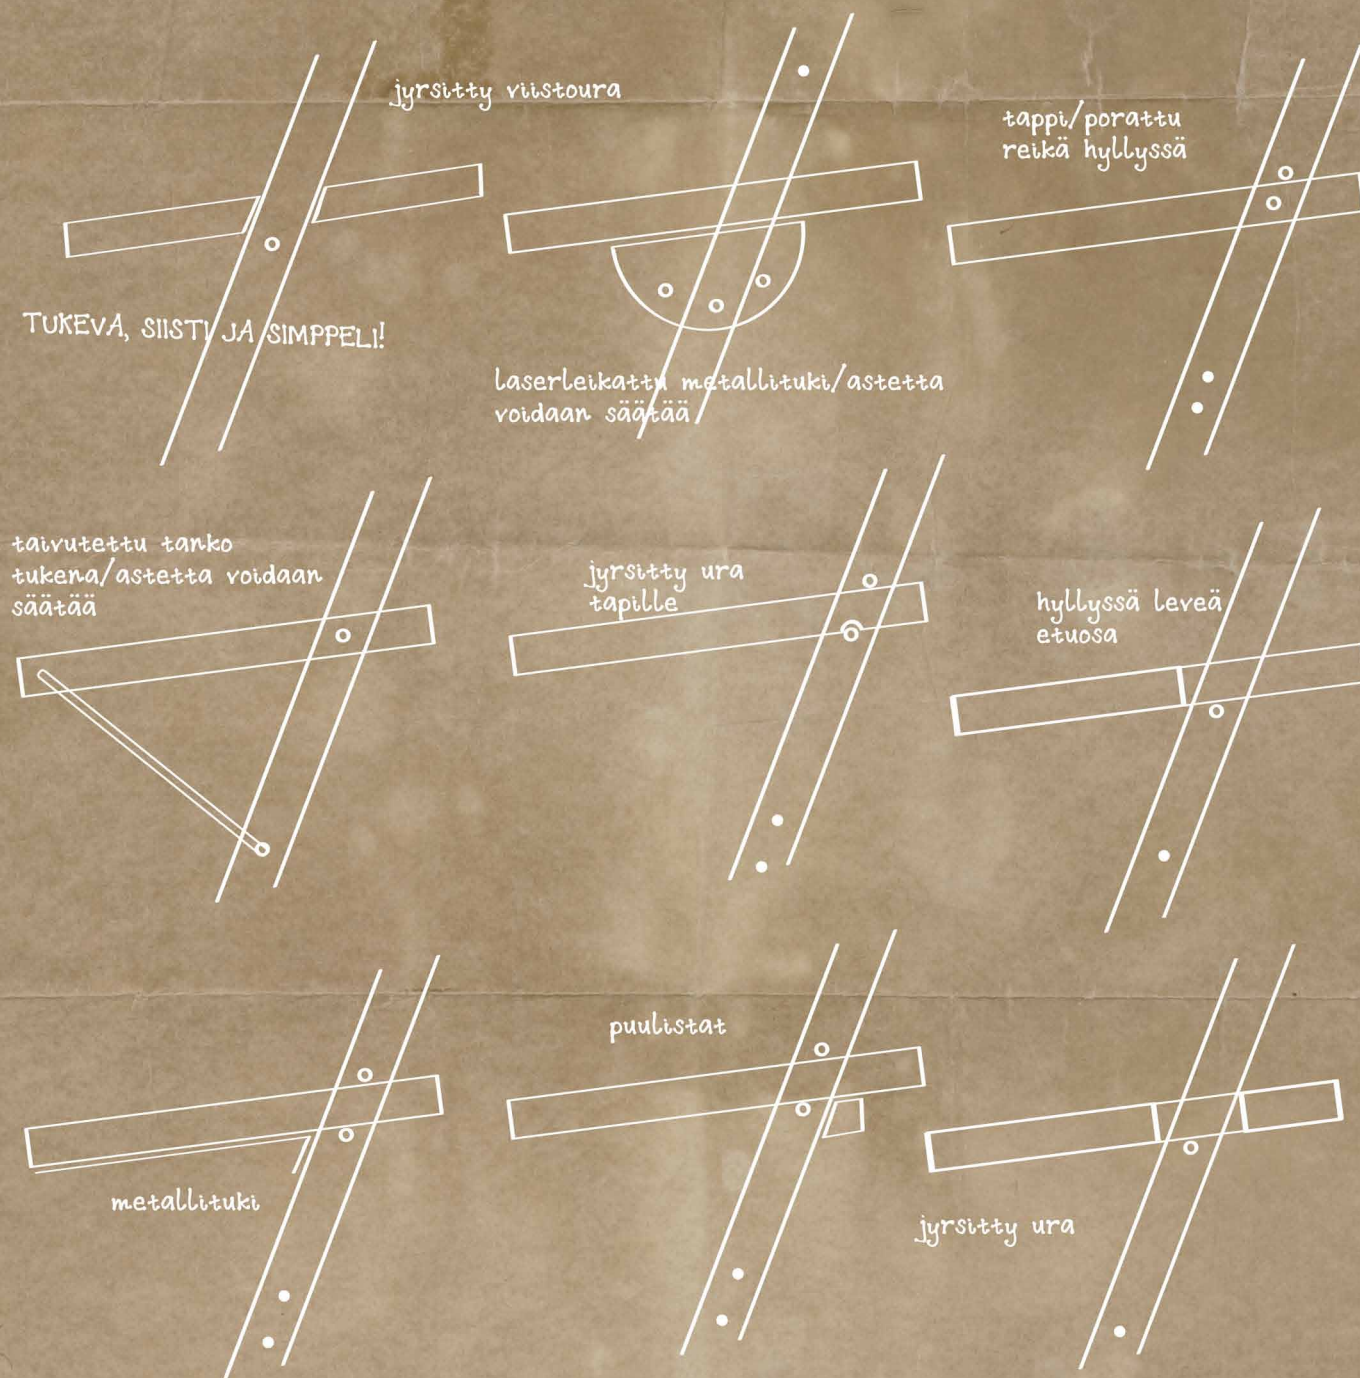 jyrsitty viistoura
tappi/porattu
reikä hyllyssä
TUKEVA, SIISTI JA SIMPPELI!
laserleikattu metallituki/astetta
voidaan säätää
taivutettu tanko
tukena/astetta voidaan
säätää
jyrsitty ura
tapille
hyllyssä leveä
etuosa
metallituki
puulistat
jyrsitty ura